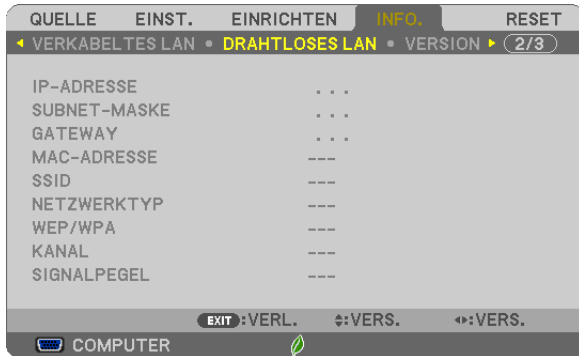 QUELLE EINST. EINRICHTEN INFO. RESET
VERKABELTES LAN • DRAHTLOSES LAN • VERSION 2/3
IP-ADRESSE . . .
SUBNET-MASKE . . .
GATEWAY . . .
MAC-ADRESSE ---
SSID ---
NETZWERKTYP ---
WEP/WPA ---
KANAL ---
SIGNALPEGEL ---
EXIT :VERL. :VERS. :VERS.
COMPUTER